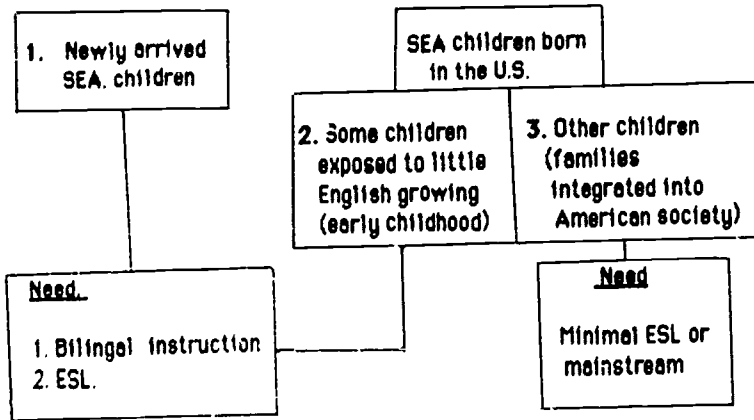 1. Newly arrived
SEA. children
SEA children born
in the U.S.
2. Some children
exposed to little
English growing
(early childhood)
3. Other children
(families
integrated into
American society)
Need.
1. Bilingal instruction
2. ESL.
Need
Minimal ESL or
mainstream